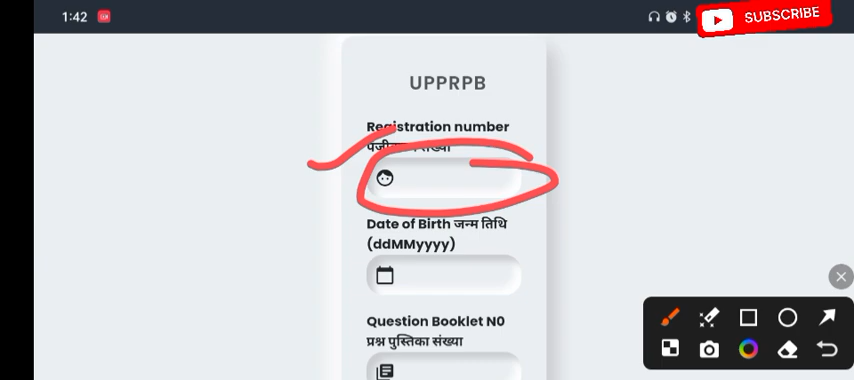 1:42
SUBSCRIBE
UPPRPB
Registration number
संख्या
Date of Birth जन्म तिथि
(ddMMyyyy)
Question Booklet N0
प्रश्न पुस्तिका संख्या